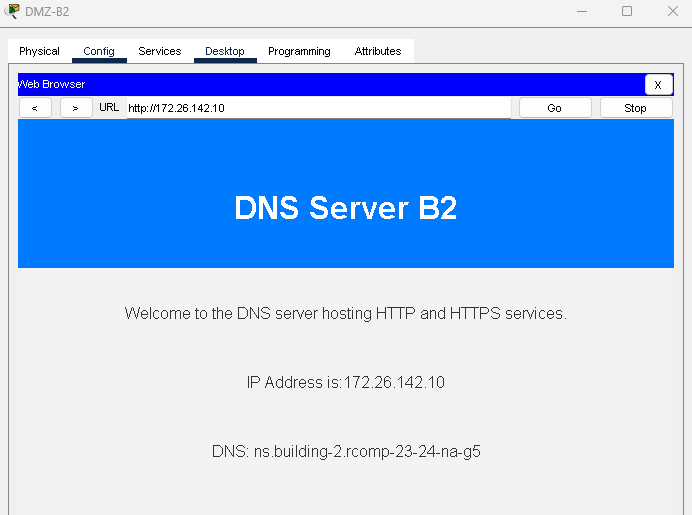 DMZ-B2
Physical Config Services Desktop Programming Attributes
Web Browser X
< > URL http://172.26.142.10 Go Stop
DNS Server B2
Welcome to the DNS server hosting HTTP and HTTPS services.
IP Address is:172.26.142.10
DNS: ns.building-2.rcomp-23-24-na-g5